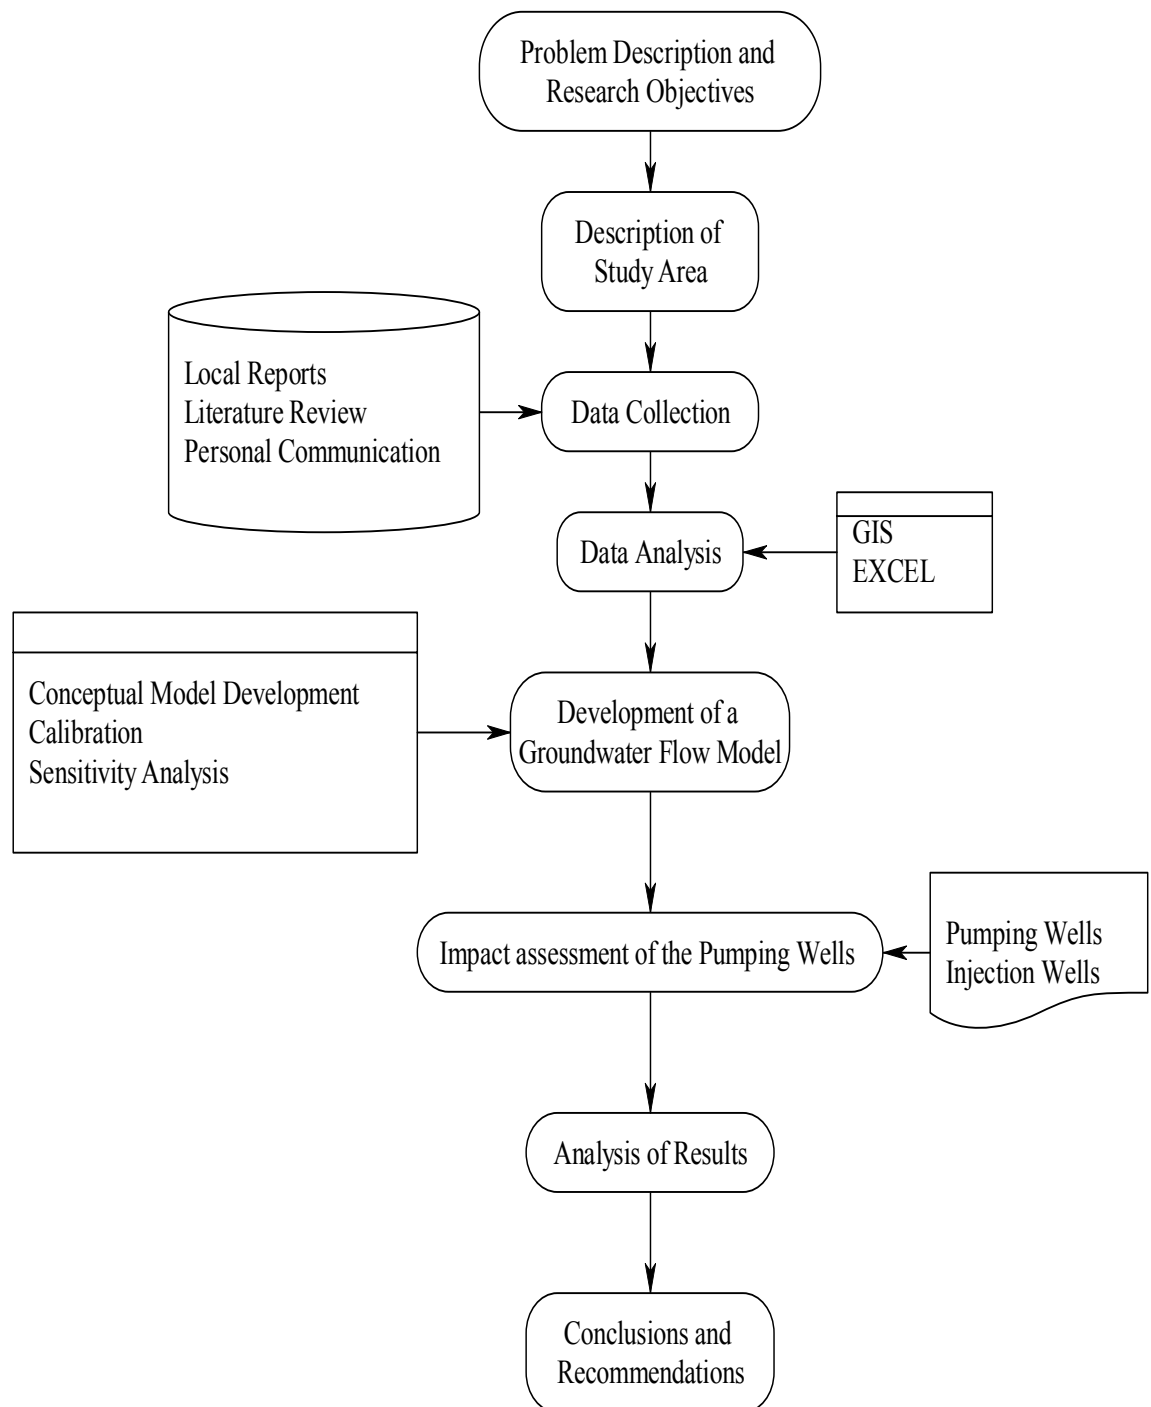 Problem Description and
Research Objectives
Description of
Study Area
Local Reports
Literature Review
Personal Communication
Data Collection
Data Analysis
GIS
EXCEL
Conceptual Model Development
Calibration
Sensitivity Analysis
Development of a
Groundwater Flow Model
Impact assessment of the Pumping Wells
Pumping Wells
Injection Wells
Analysis of Results
Conclusions and
Recommendations